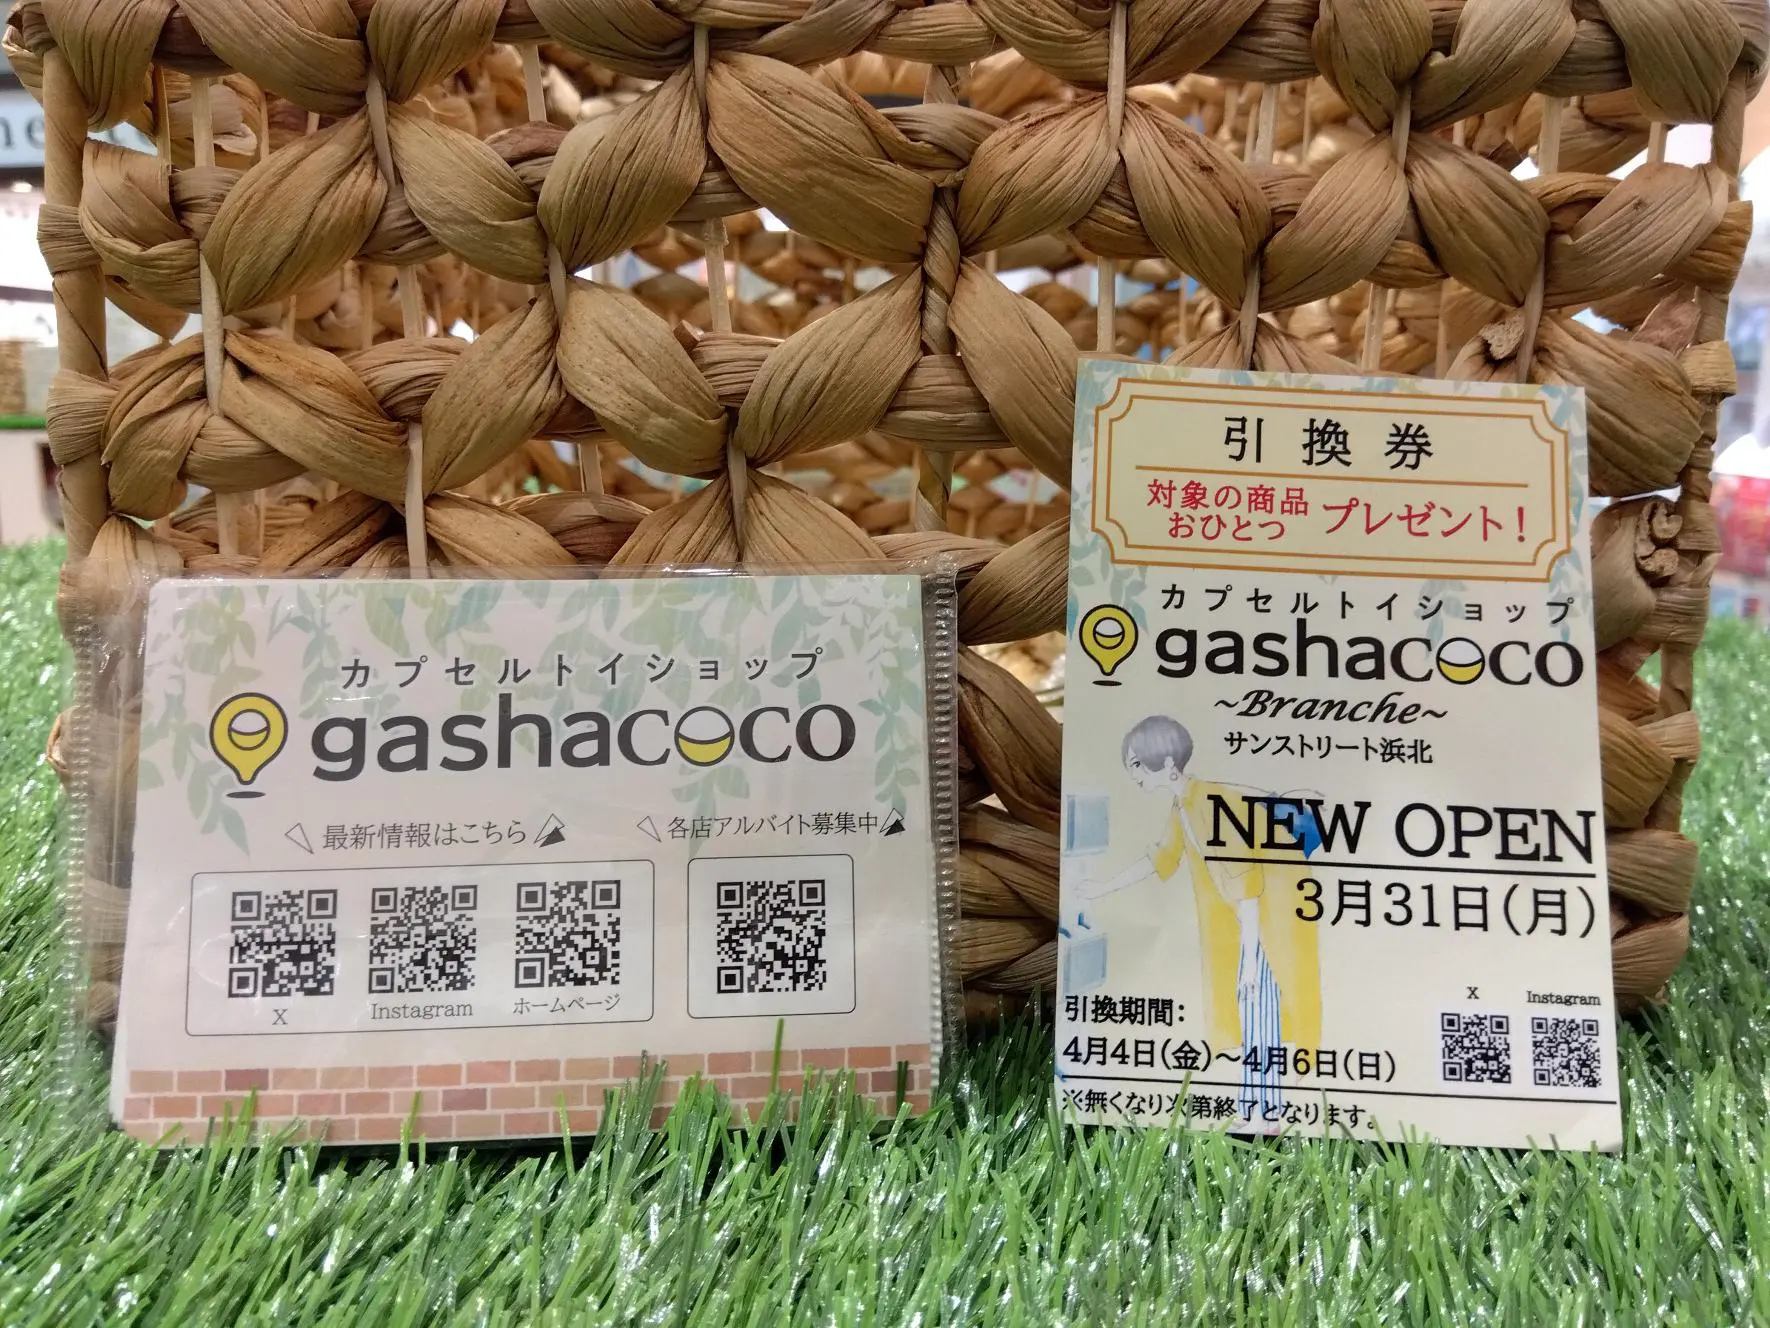 カプセルトイショップ
gashacoco
最新情報はこちら
各店アルバイト募集中
X
Instagram
ホームページ
引換券
対象の商品
おひとつ
プレゼント!
カプセルトイショップ
gashacoco
~Branche~
サンストリート浜北
NEW OPEN
3月31日(月)
引換期間:
4月4日(金)~4月6日(日)
※無くなり次第終了となります。
X
Instagram